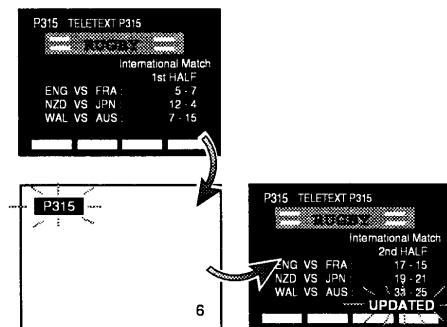 P315 TELETEXT P315
RUGBY
International Match
1st HALF
ENG VS FRA : 5 - 7
NZD VS JPN : 12 - 4
WAL VS AUS : 7 - 15
P315
6
P315 TELETEXT P315
RUGBY
International Match
2nd HALF
ENG VS FRA : 17 - 15
NZD VS JPN : 19 - 21
WAL VS AUS : 25
UPDATED